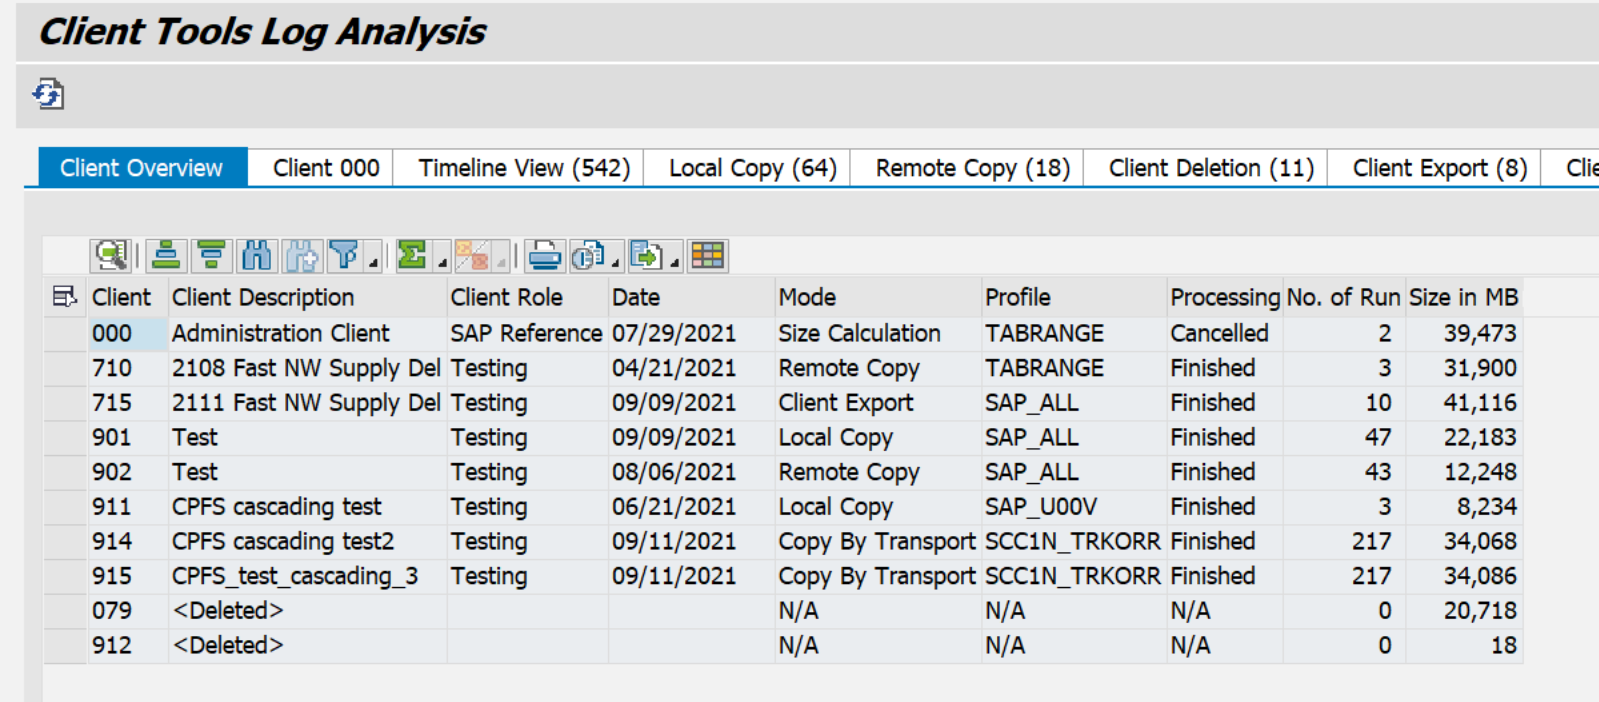 Client Tools Log Analysis
Client Overview Client 000 Timeline View (542) Local Copy (64) Remote Copy (18) Client Deletion (11) Client Export (8) Clie
Client Client Description Client Role Date Mode Profile Processing No. of Run Size in MB
000 Administration Client SAP Reference 07/29/2021 Size Calculation TABRANGE Cancelled 2 39,473
710 2108 Fast NW Supply Del Testing 04/21/2021 Remote Copy TABRANGE Finished 3 31,900
715 2111 Fast NW Supply Del Testing 09/09/2021 Client Export SAP_ALL Finished 10 41,116
901 Test Testing 09/09/2021 Local Copy SAP_ALL Finished 47 22,183
902 Test Testing 08/06/2021 Remote Copy SAP_ALL Finished 43 12,248
911 CPFS cascading test Testing 06/21/2021 Local Copy SAP_U00V Finished 3 8,234
914 CPFS cascading test2 Testing 09/11/2021 Copy By Transport SCC1N_TRKORR Finished 217 34,068
915 CPFS_test_cascading_3 Testing 09/11/2021 Copy By Transport SCC1N_TRKORR Finished 217 34,086
079 <Deleted> N/A N/A N/A 0 20,718
912 <Deleted> N/A N/A N/A 0 18